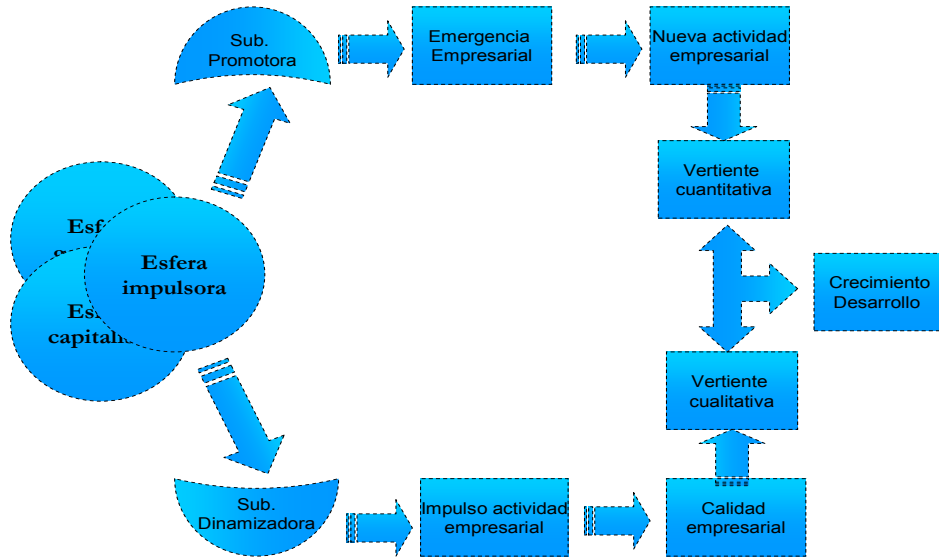 Sub.
Promotora
Emergencia
Empresarial
Nueva actividad
empresarial
Vertiente
cuantitativa
Esfera
impulsora
Crecimiento
Desarrollo
Vertiente
cualitativa
Sub.
Dinamizadora
Impulso actividad
empresarial
Calidad
empresarial